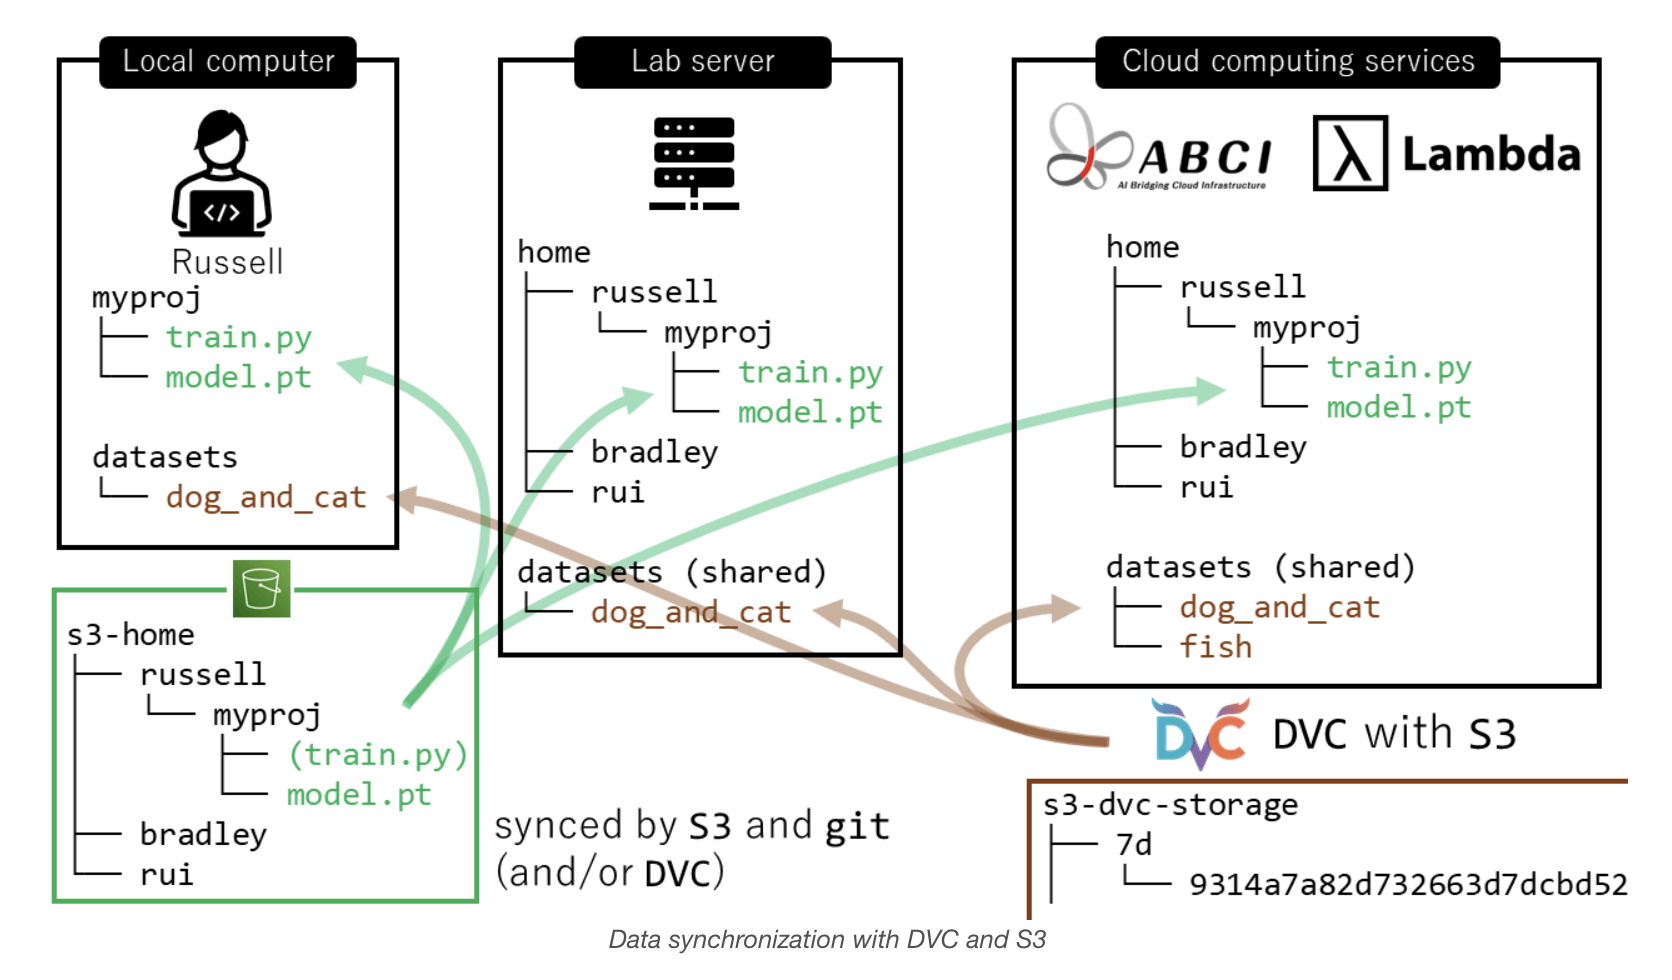 Local computer
</>
Russell
myproj
train.py
model.pt
datasets
dog_and_cat
Lab server
home
russell
myproj
train.py
model.pt
bradley
rui
datasets (shared)
dog_and_cat
Cloud computing services
ABCI
AI Bridging Cloud Infrastructure
λ Lambda
home
russell
myproj
train.py
model.pt
bradley
rui
datasets (shared)
dog_and_cat
fish
s3-home
russell
myproj
(train.py)
model.pt
bradley
rui
synced by S3 and git
(and/or DVC)
DVC DVC with S3
s3-dvc-storage
7d
9314a7a82d732663d7dcbd52
Data synchronization with DVC and S3